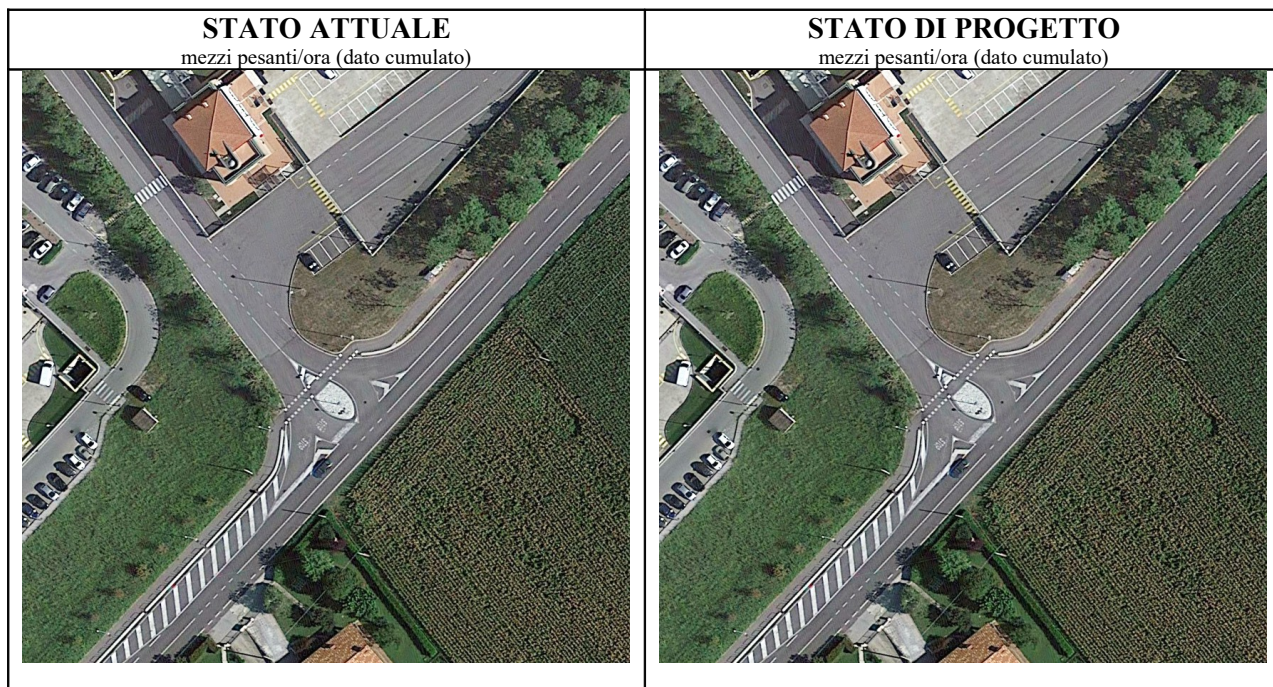 STATO ATTUALE
mezzi pesanti/ora (dato cumulato)
STATO DI PROGETTO
mezzi pesanti/ora (dato cumulato)